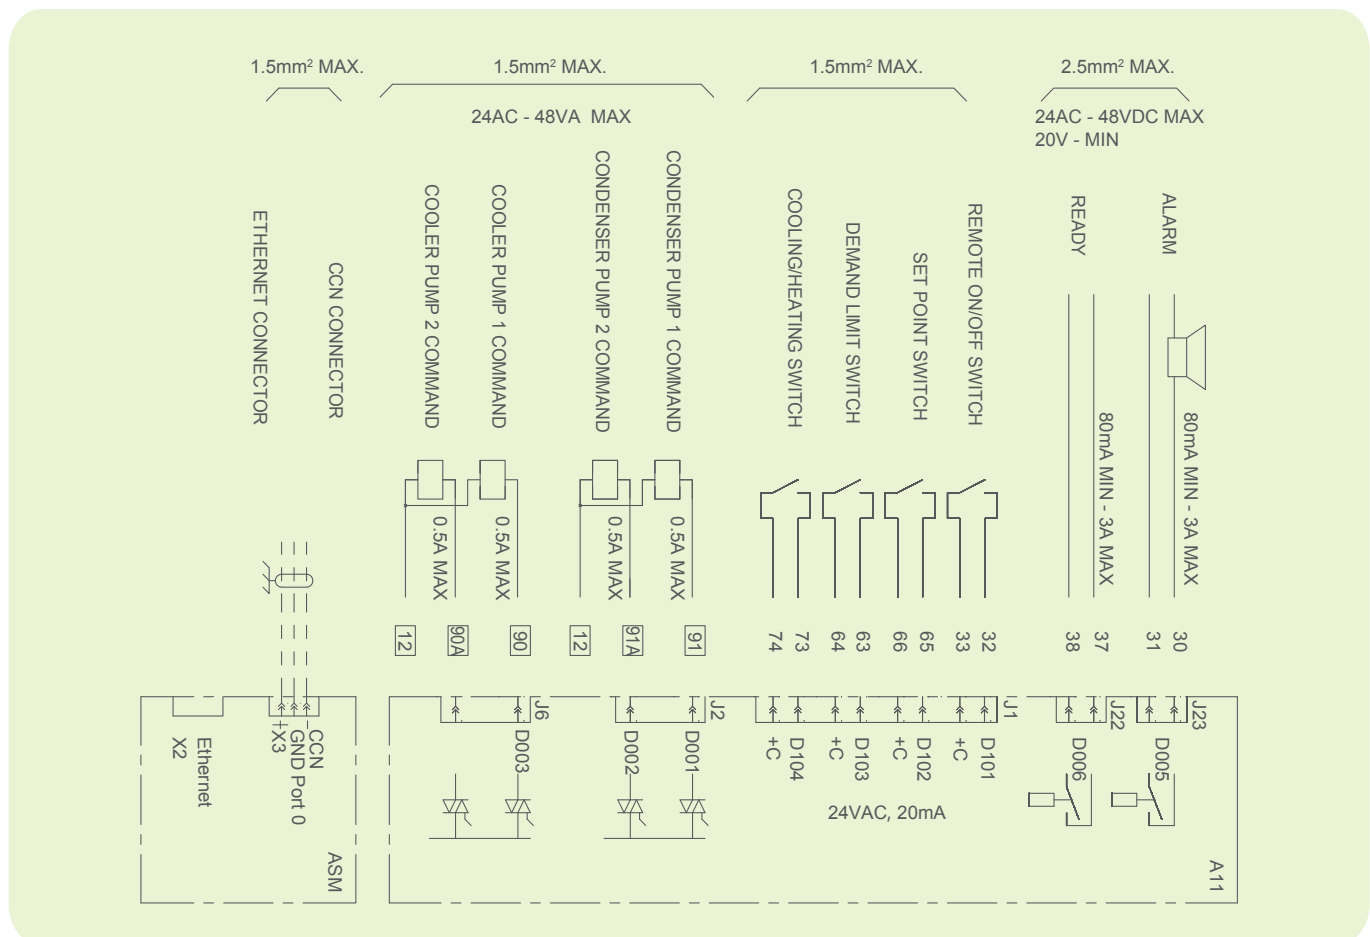 1.5mm² MAX.
1.5mm² MAX.
1.5mm² MAX.
2.5mm² MAX.
24AC - 48VA MAX
24AC - 48VDC MAX
20V - MIN
ETHERNET CONNECTOR
CCN CONNECTOR
COOLER PUMP 2 COMMAND
COOLER PUMP 1 COMMAND
CONDENSER PUMP 2 COMMAND
CONDENSER PUMP 1 COMMAND
COOLING/HEATING SWITCH
DEMAND LIMIT SWITCH
SET POINT SWITCH
REMOTE ON/OFF SWITCH
READY
ALARM
0.5A MAX
0.5A MAX
0.5A MAX
0.5A MAX
80mA MIN - 3A MAX
80mA MIN - 3A MAX
12
90A
90
12
91A
91
74
73
64
63
66
65
33
32
38
37
31
30
J6
J2
J1
J22
J23
Ethernet
X2
CCN
- GND Port 0
+X3
D003
D002
D001
+C
D104
+C
D103
+C
D102
+C
D101
D006
D005
24VAC, 20mA
ASM
A11